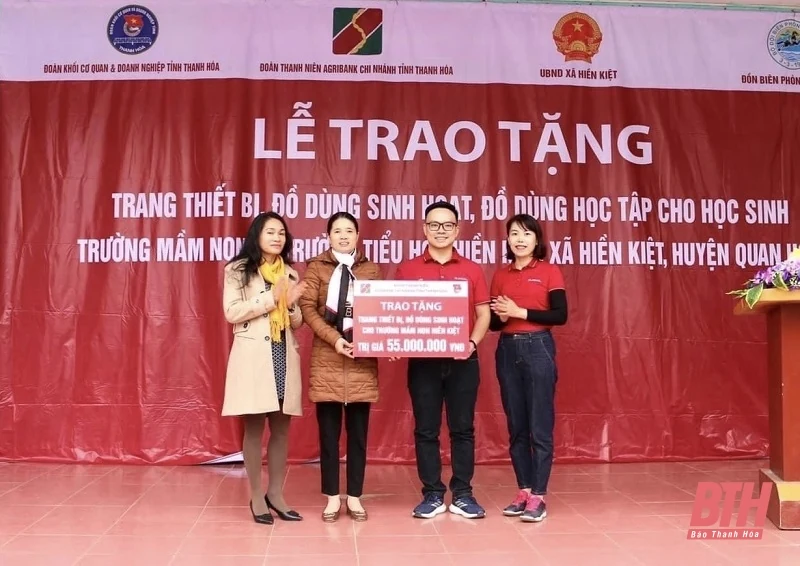 THANH HÓA
ĐOÀN KHỐI CƠ QUAN & DOANH NGHIỆP TỈNH THANH HÓA
ĐOÀN THANH NIÊN AGRIBANK CHI NHÁNH TỈNH THANH HÓA
UBND XÃ HIỀN KIỆT
ĐỒN BIÊN PHÒN
LỄ TRAO TẶNG
TRANG THIẾT BỊ, ĐỒ DÙNG SINH HOẠT, ĐỒ DÙNG HỌC TẬP CHO HỌC SINH
TRƯỜNG MẦM NON TIỂU XÃ HIỀN KIỆT, HUYỆN QUAN
TRAO TẶNG
TRANG THIẾT BỊ, ĐỒ DÙNG SINH HOẠT
CHO TRƯỜNG MẦM NON HIỀN KIỆT
TRỊ GIÁ 55.000.000 VNĐ
BTH
Báo Thanh Hóa